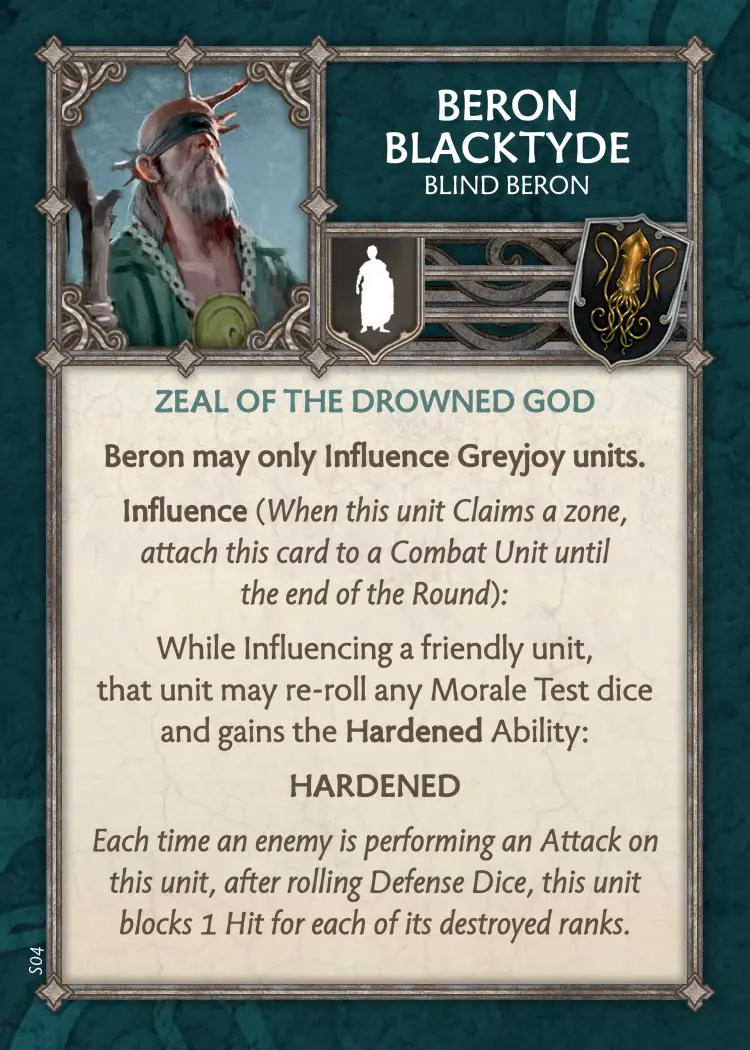 BERON
BLACKTYDE
BLIND BERON
ZEAL OF THE DROWNED GOD
Beron may only Influence Greyjoy units.
Influence (When this unit Claims a zone,
attach this card to a Combat Unit until
the end of the Round):
While Influencing a friendly unit,
that unit may re-roll any Morale Test dice
and gains the Hardened Ability:
HARDENED
Each time an enemy is performing an Attack on
this unit, after rolling Defense Dice, this unit
blocks 1 Hit for each of its destroyed ranks.
S04